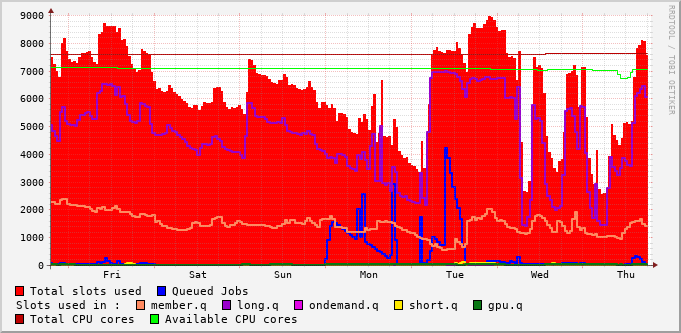 9000
8000
7000
6000
5000
4000
3000
2000
1000
0
Fri Sat Sun Mon Tue Wed Thu
RRDTOOL / TOBI OETIKER
Total slots used Queued Jobs
Slots used in : member.q long.q ondemand.q short.q gpu.q
Total CPU cores Available CPU cores